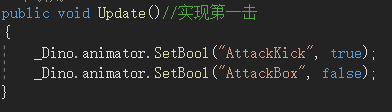 public void Update()//实现第一击
{
_Dino.animator.SetBool("AttackKick", true);
_Dino.animator.SetBool("AttackBox", false);
}